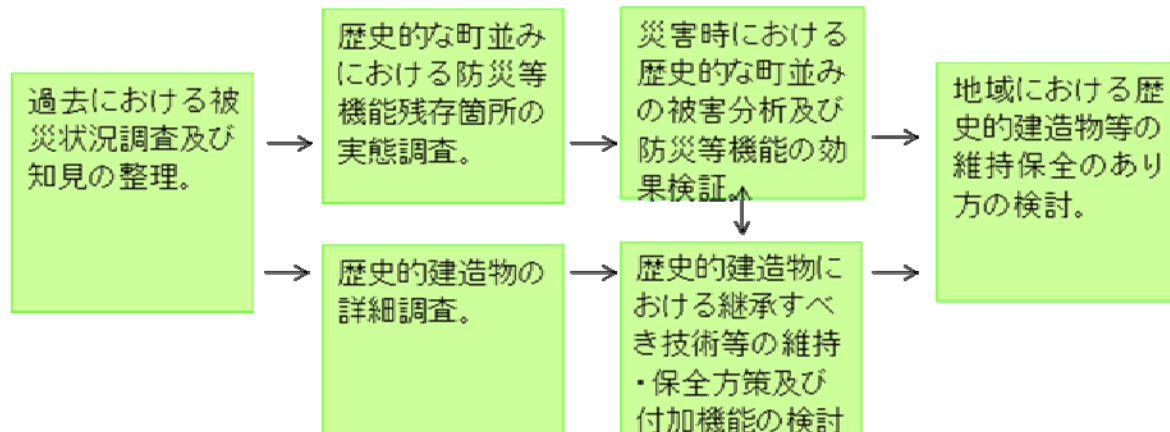 過去における被
災状況調査及び
知見の整理。
歴史的な町並み
における防災等
機能残存箇所の
実態調査。
災害時における
歴史的な町並み
の被害分析及び
防災等機能の効
果検証。
地域における歴
史的建造物等の
維持保全のあり
方の検討。
歴史的建造物の
詳細調査。
歴史的建造物に
おける継承すべ
き技術等の維持
・保全方策及び
付加機能の検討